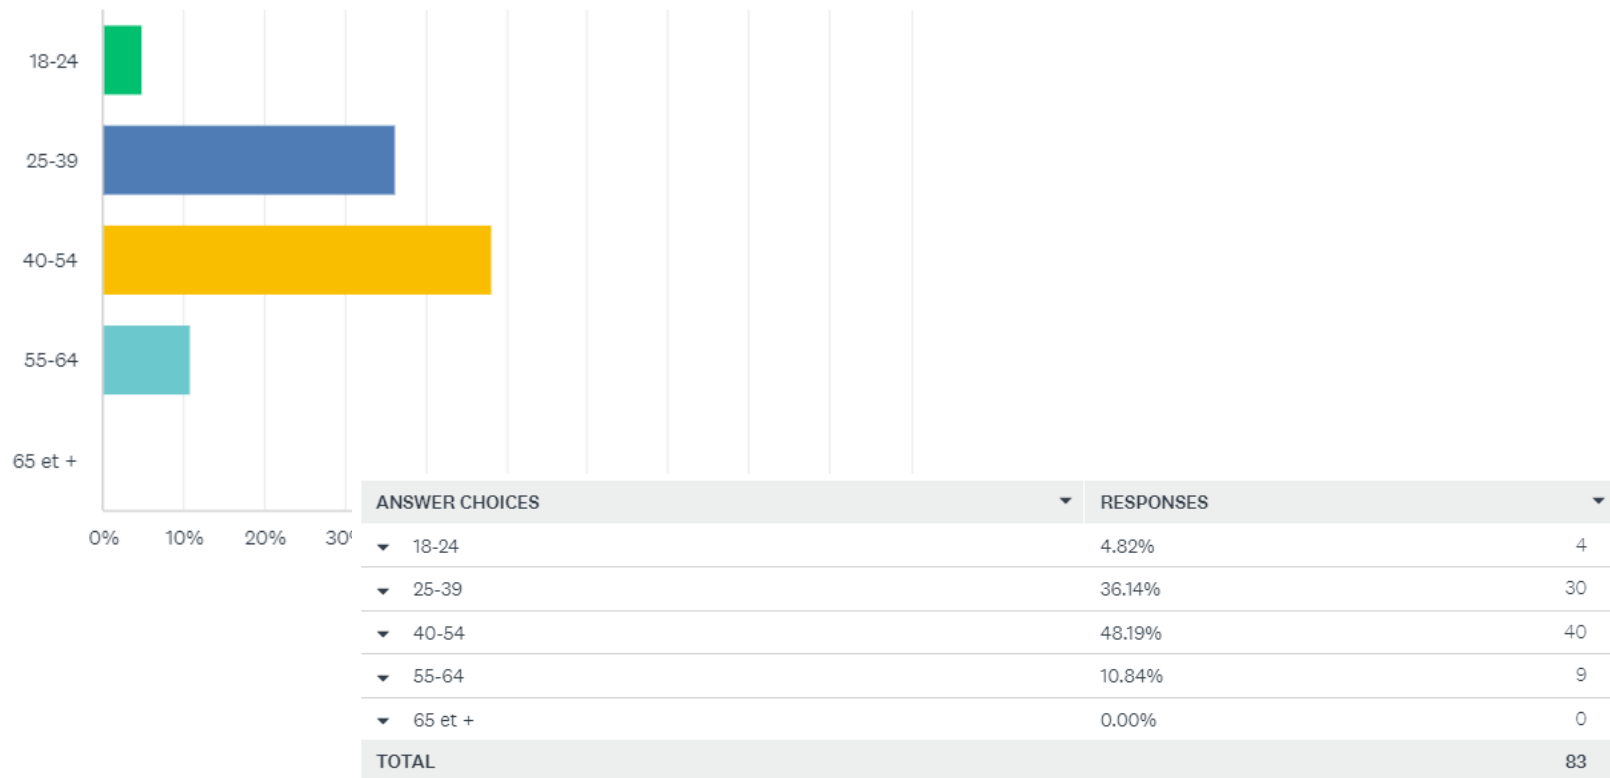 18-24
25-39
40-54
55-64
65 et +
0% 10% 20% 30%
ANSWER CHOICES RESPONSES
18-24 4.82% 4
25-39 36.14% 30
40-54 48.19% 40
55-64 10.84% 9
65 et + 0.00% 0
TOTAL 83